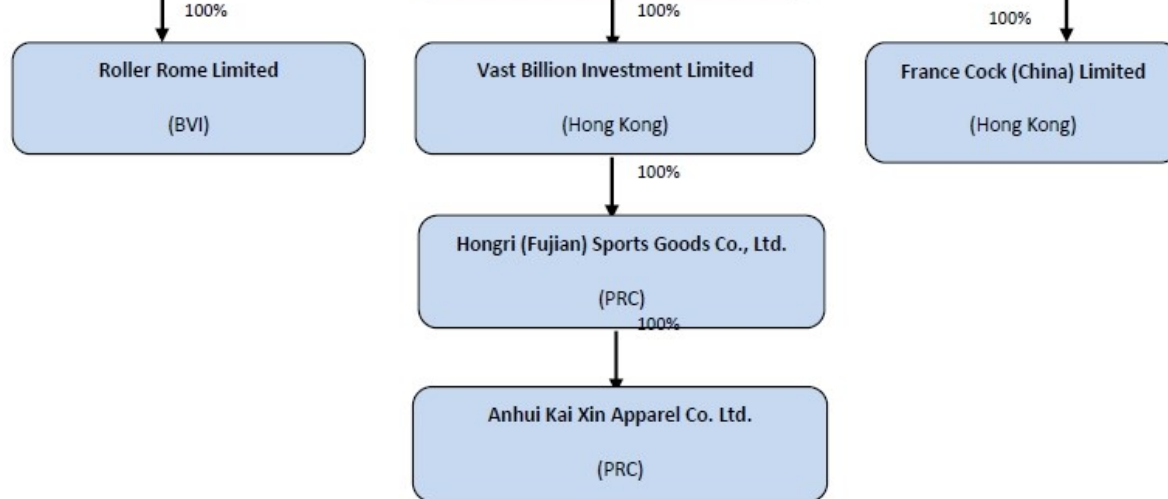 100%
100%
100%
Roller Rome Limited
(BVI)
Vast Billion Investment Limited
(Hong Kong)
France Cock (China) Limited
(Hong Kong)
100%
Hongri (Fujian) Sports Goods Co., Ltd.
(PRC)
100%
Anhui Kai Xin Apparel Co. Ltd.
(PRC)